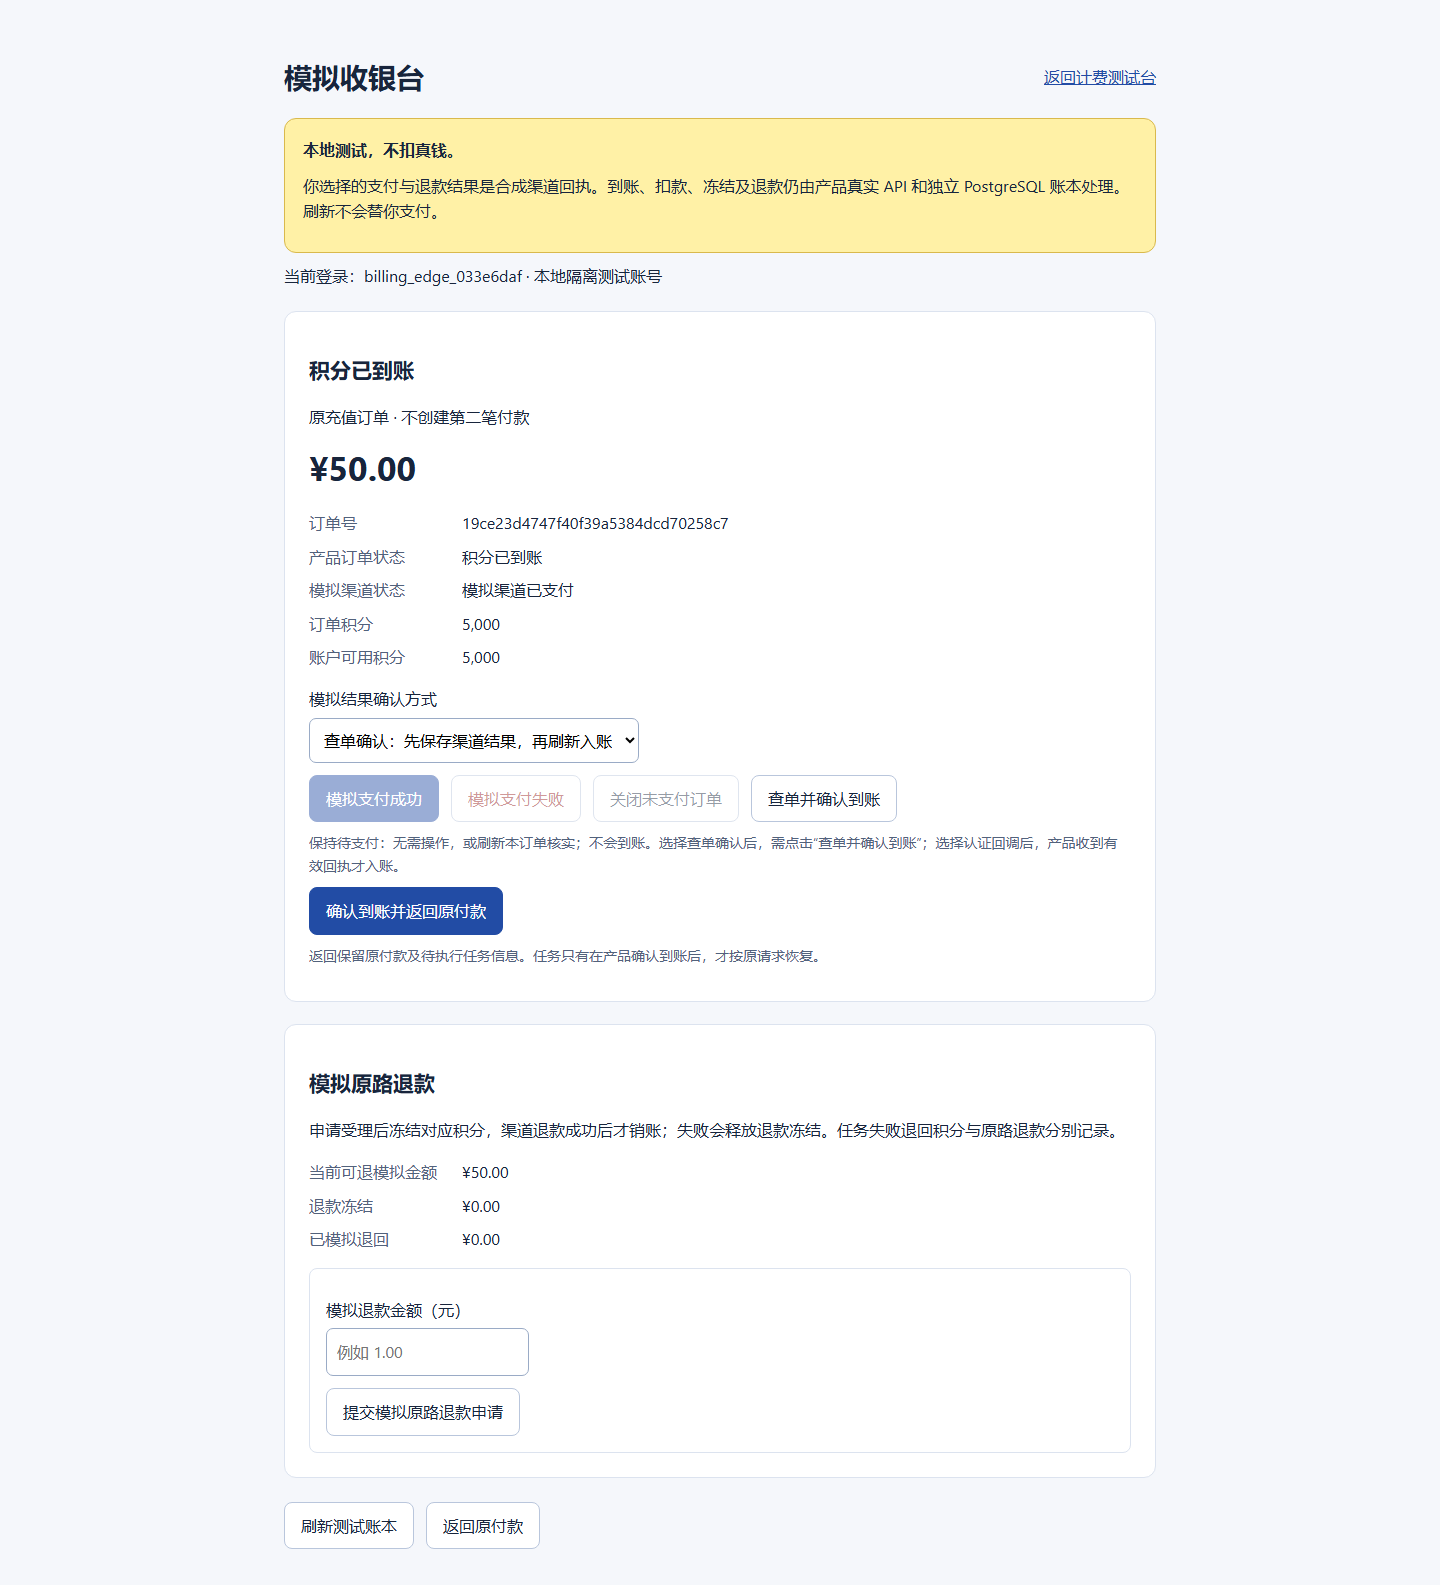 模拟收银台
返回计费测试台
本地测试，不扣真钱。
你选择的支付与退款结果是合成渠道回执。到账、扣款、冻结及退款仍由产品真实 API 和独立 PostgreSQL 账本处理。
刷新不会替你支付。
当前登录：billing_edge_033e6daf · 本地隔离测试账号
积分已到账
原充值订单 · 不创建第二笔付款
¥50.00
订单号 19ce23d4747f40f39a5384dcd70258c7
产品订单状态 积分已到账
模拟渠道状态 模拟渠道已支付
订单积分 5,000
账户可用积分 5,000
模拟结果确认方式
查单确认：先保存渠道结果，再刷新入账
模拟支付成功 模拟支付失败 关闭未支付订单 查单并确认到账
保持待支付：无需操作，或刷新本订单核实；不会到账。选择查单确认后，需点击“查单并确认到账”；选择认证回调后，产品收到有
效回执才入账。
确认到账并返回原付款
返回保留原付款及待执行任务信息。任务只有在产品确认到账后，才按原请求恢复。
模拟原路退款
申请受理后冻结对应积分，渠道退款成功后才销账；失败会释放退款冻结。任务失败退回积分与原路退款分别记录。
当前可退模拟金额 ¥50.00
退款冻结 ¥0.00
已模拟退回 ¥0.00
模拟退款金额（元）
例如 1.00
提交模拟原路退款申请
刷新测试账本 返回原付款